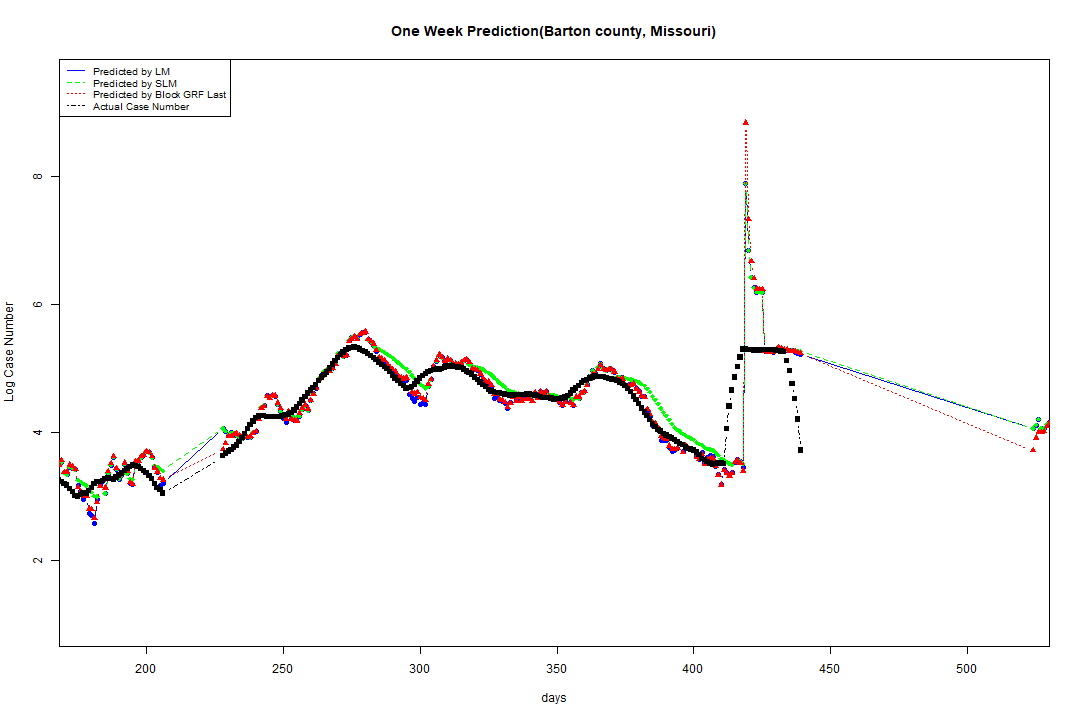 One Week Prediction(Barton county, Missouri)
Predicted by LM
Predicted by SLM
Predicted by Block GRF Last
Actual Case Number
Log Case Number
8
6
4
2
200 250 300 350 400 450 500
days